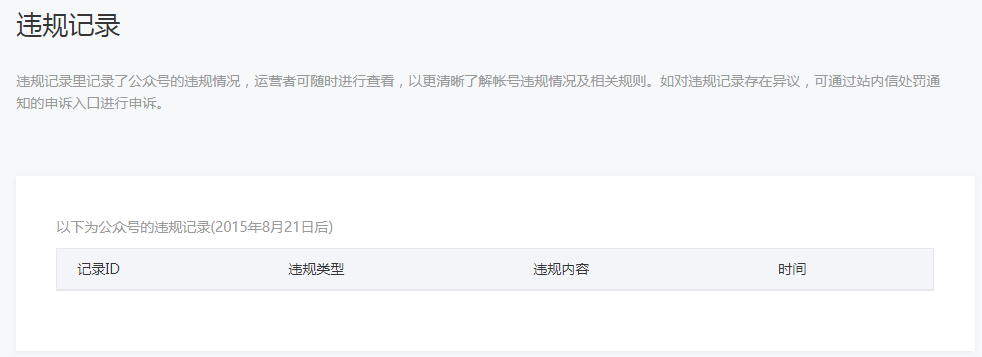 违规记录
违规记录里记录了公众号的违规情况，运营者可随时进行查看，以更清晰了解帐号违规情况及相关规则。如对违规记录存在异议，可通过站内信处罚通
知的申诉入口进行申诉。
以下为公众号的违规记录(2015年8月21日后)
记录ID 违规类型 违规内容 时间